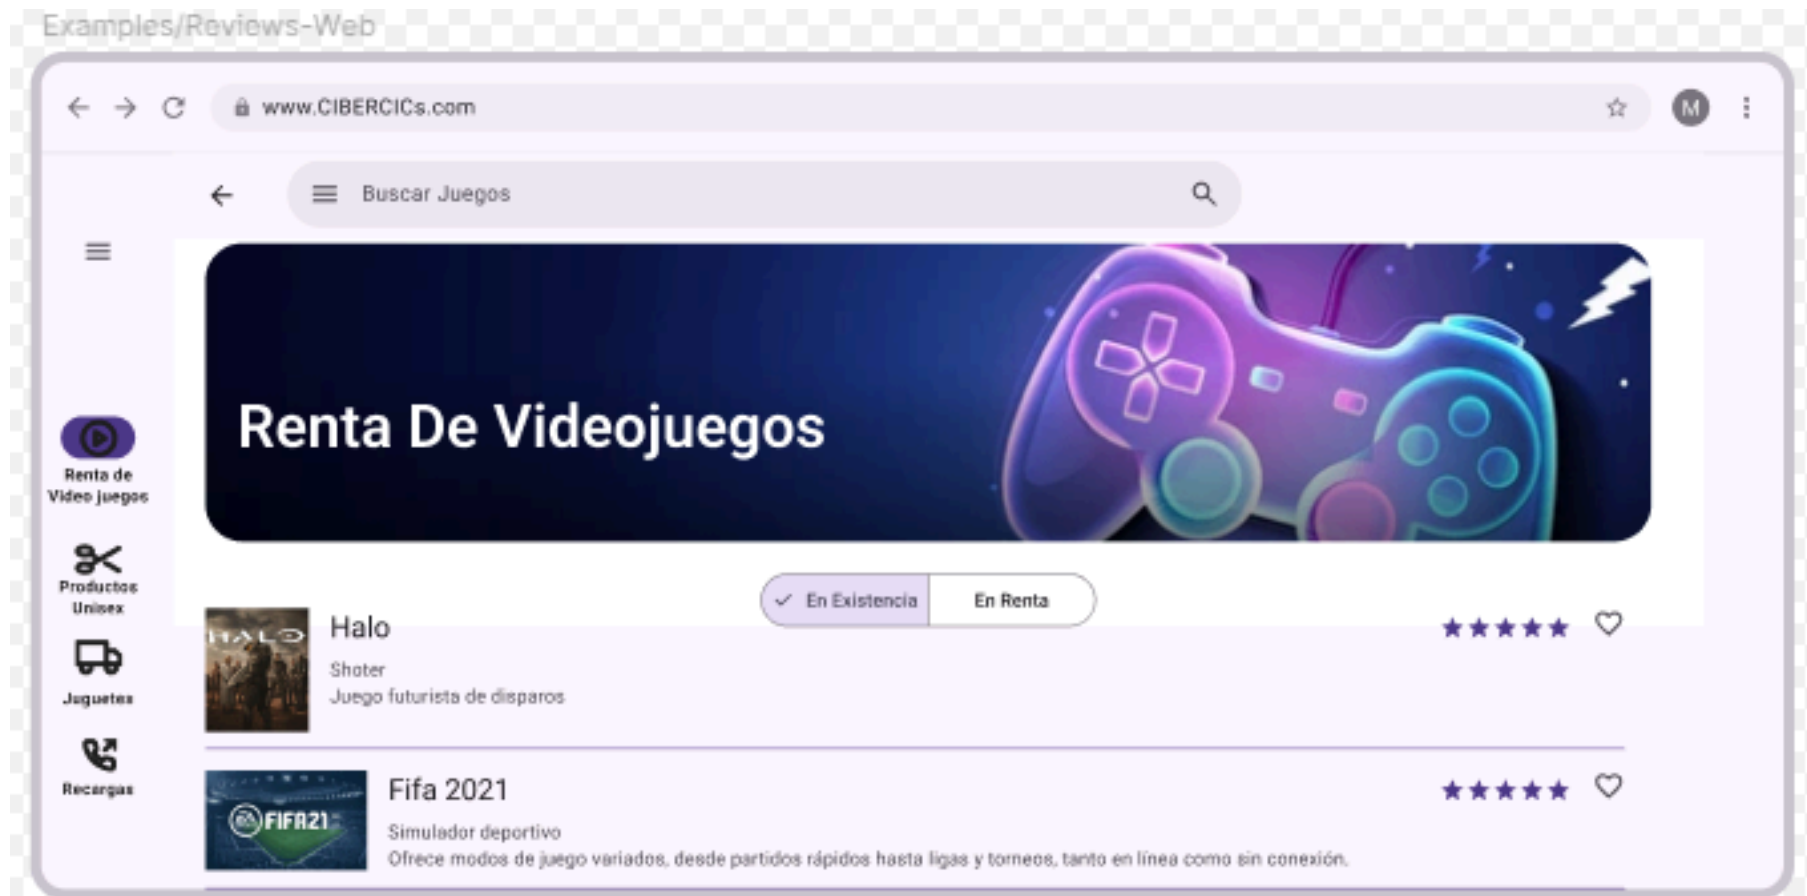 Examples/Reviews-Web
www.CIBERCICs.com
M
Buscar Juegos
Renta De Videojuegos
Renta de
Video juegos
Productos
Unisex
Juguetes
Recargas
En Existencia
En Renta
HALO
Halo
Shoter
Juego futurista de disparos
EA FIFA21
Fifa 2021
Simulador deportivo
Ofrece modos de juego variados, desde partidos rápidos hasta ligas y torneos, tanto en línea como sin conexión.